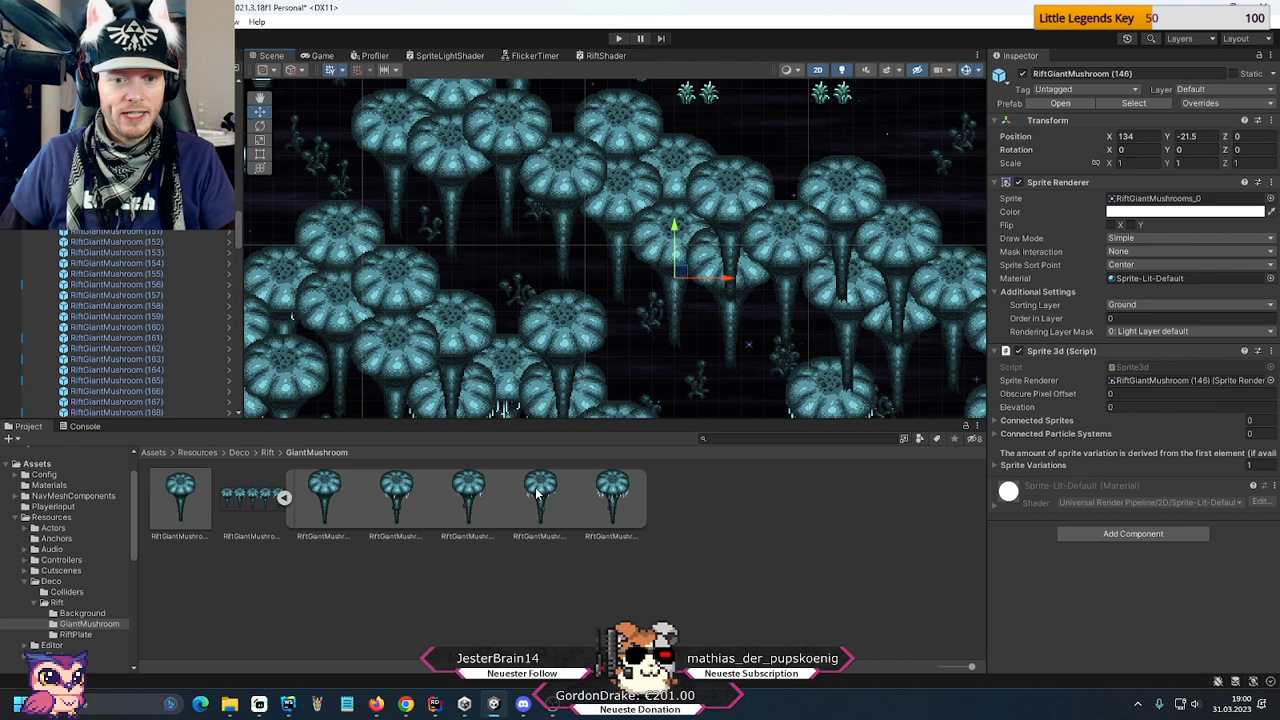 021.3.18f1 Personal* <DX11>
Help
Little Legends Key 50 100
Layers
Layout
Scene
Game
Profiler
SpriteLightShader
FlickerTimer
RiftShader
2D
RiftGiantMushroom (151)
RiftGiantMushroom (152)
RiftGiantMushroom (153)
RiftGiantMushroom (154)
RiftGiantMushroom (155)
RiftGiantMushroom (156)
RiftGiantMushroom (157)
RiftGiantMushroom (158)
RiftGiantMushroom (159)
RiftGiantMushroom (160)
RiftGiantMushroom (161)
RiftGiantMushroom (162)
RiftGiantMushroom (163)
RiftGiantMushroom (164)
RiftGiantMushroom (165)
RiftGiantMushroom (166)
RiftGiantMushroom (167)
RiftGiantMushroom (168)
Inspector
RiftGiantMushroom (146) Static
Tag Untagged Layer Default
Prefab Open Select Overrides
Transform
Position X 134 Y -21.5 Z 0
Rotation X 0 Y 0 Z 0
Scale X 1 Y 1 Z 1
Sprite Renderer
Sprite RiftGiantMushrooms_0
Color
Flip X Y
Draw Mode Simple
Mask Interaction None
Sprite Sort Point Center
Material Sprite-Lit-Default
Additional Settings
Sorting Layer Ground
Order in Layer 0
Rendering Layer Mask 0: Light Layer default
Sprite 3d (Script)
Script Sprite3d
Sprite Renderer RiftGiantMushroom (146) (Sprite Render
Obscure Pixel Offset 0
Elevation 0
Connected Sprites 0
Connected Particle Systems 0
The amount of sprite variation is derived from the first element (if avail
Sprite Variations 1
Sprite-Lit-Default (Material)
Shader Universal Render Pipeline/2D/Sprite-Lit-Defaul Edit...
Add Component
Project
Console
8
Assets
Config
Materials
NavMeshComponents
PlayerInput
Resources
Actors
Anchors
Audio
Controllers
Cutscenes
Deco
Colliders
Rift
Background
GiantMushroom
RiftPlate
Editor
Assets > Resources > Deco > Rift > GiantMushroom
RiftGiantMushro...
RiftGiantMushro...
RiftGiantMushr...
RiftGiantMushr...
RiftGiantMushr...
RiftGiantMushr...
RiftGiantMushr...
JesterBrain14
Neuester Follow
mathias_der_pupskoenig
Neueste Subscription
GordonDrake: €201.00
Neueste Donation
19:00
31.03.2023